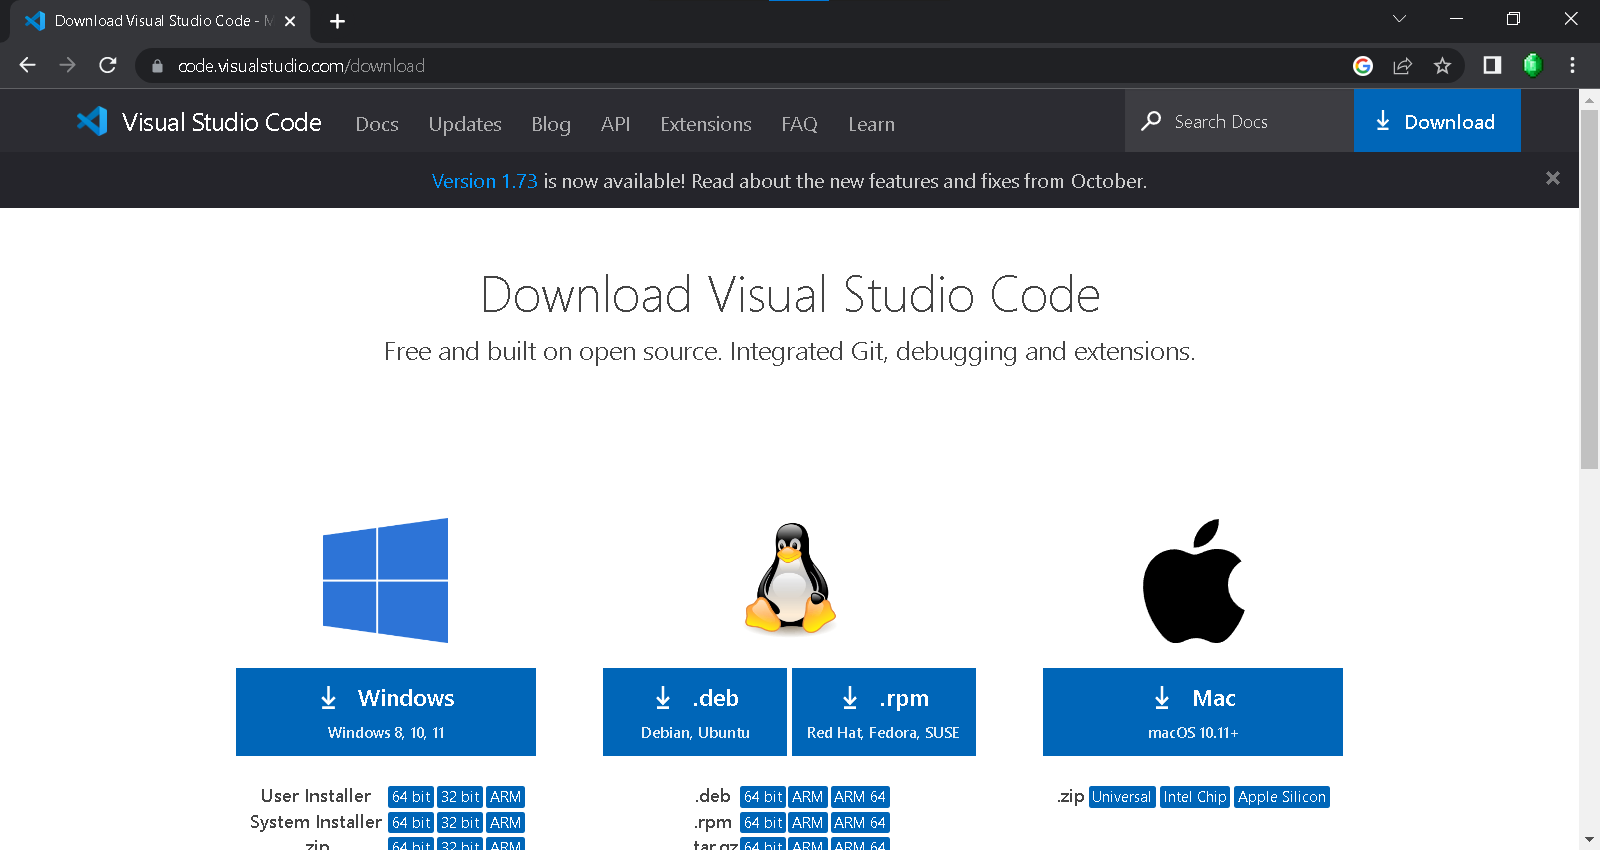 Download Visual Studio Code - M
code.visualstudio.com/download
Visual Studio Code Docs Updates Blog API Extensions FAQ Learn Search Docs Download
Version 1.73 is now available! Read about the new features and fixes from October.
Download Visual Studio Code
Free and built on open source. Integrated Git, debugging and extensions.
Windows
Windows 8, 10, 11
.deb
Debian, Ubuntu
.rpm
Red Hat, Fedora, SUSE
Mac
macOS 10.11+
User Installer 64 bit 32 bit ARM
System Installer 64 bit 32 bit ARM
.zip 64 bit 32 bit ARM
.deb 64 bit ARM ARM 64
.rpm 64 bit ARM ARM 64
.tar.gz 64 bit ARM ARM 64
.zip Universal Intel Chip Apple Silicon